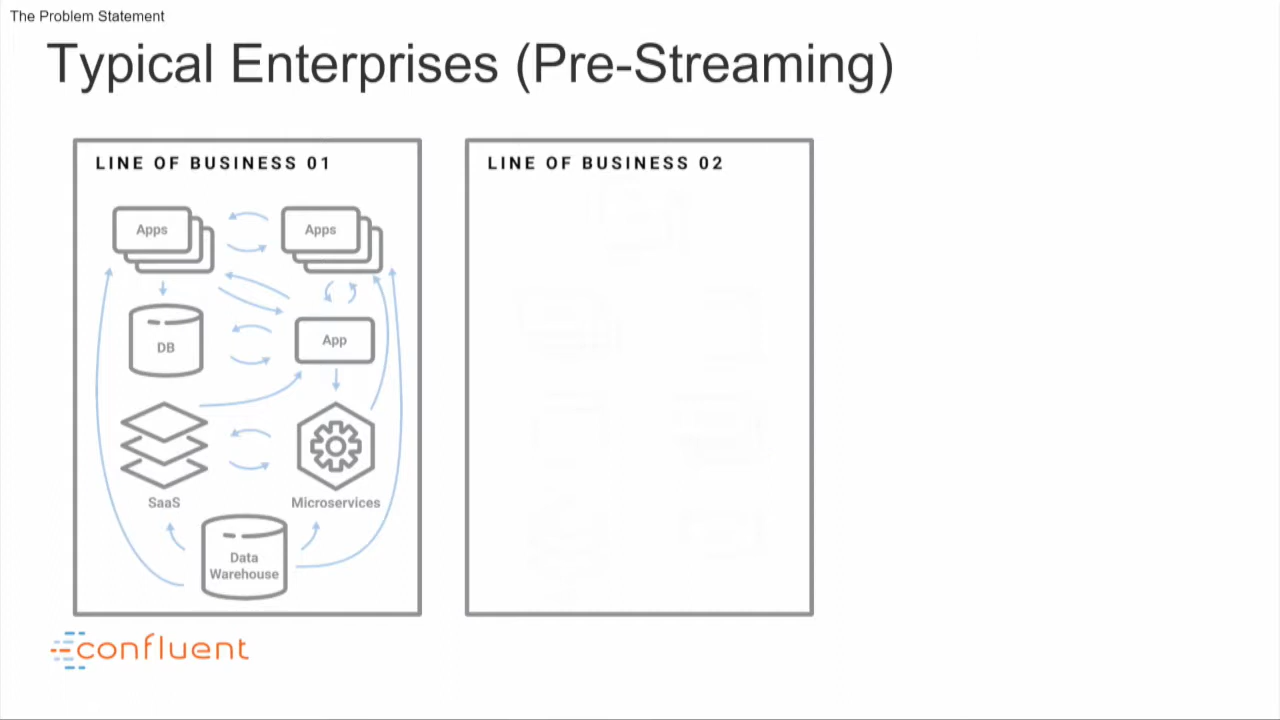 The Problem Statement
Typical Enterprises (Pre-Streaming)
LINE OF BUSINESS 01
Apps
Apps
DB
App
SaaS
Microservices
Data
Warehouse
LINE OF BUSINESS 02
confluent